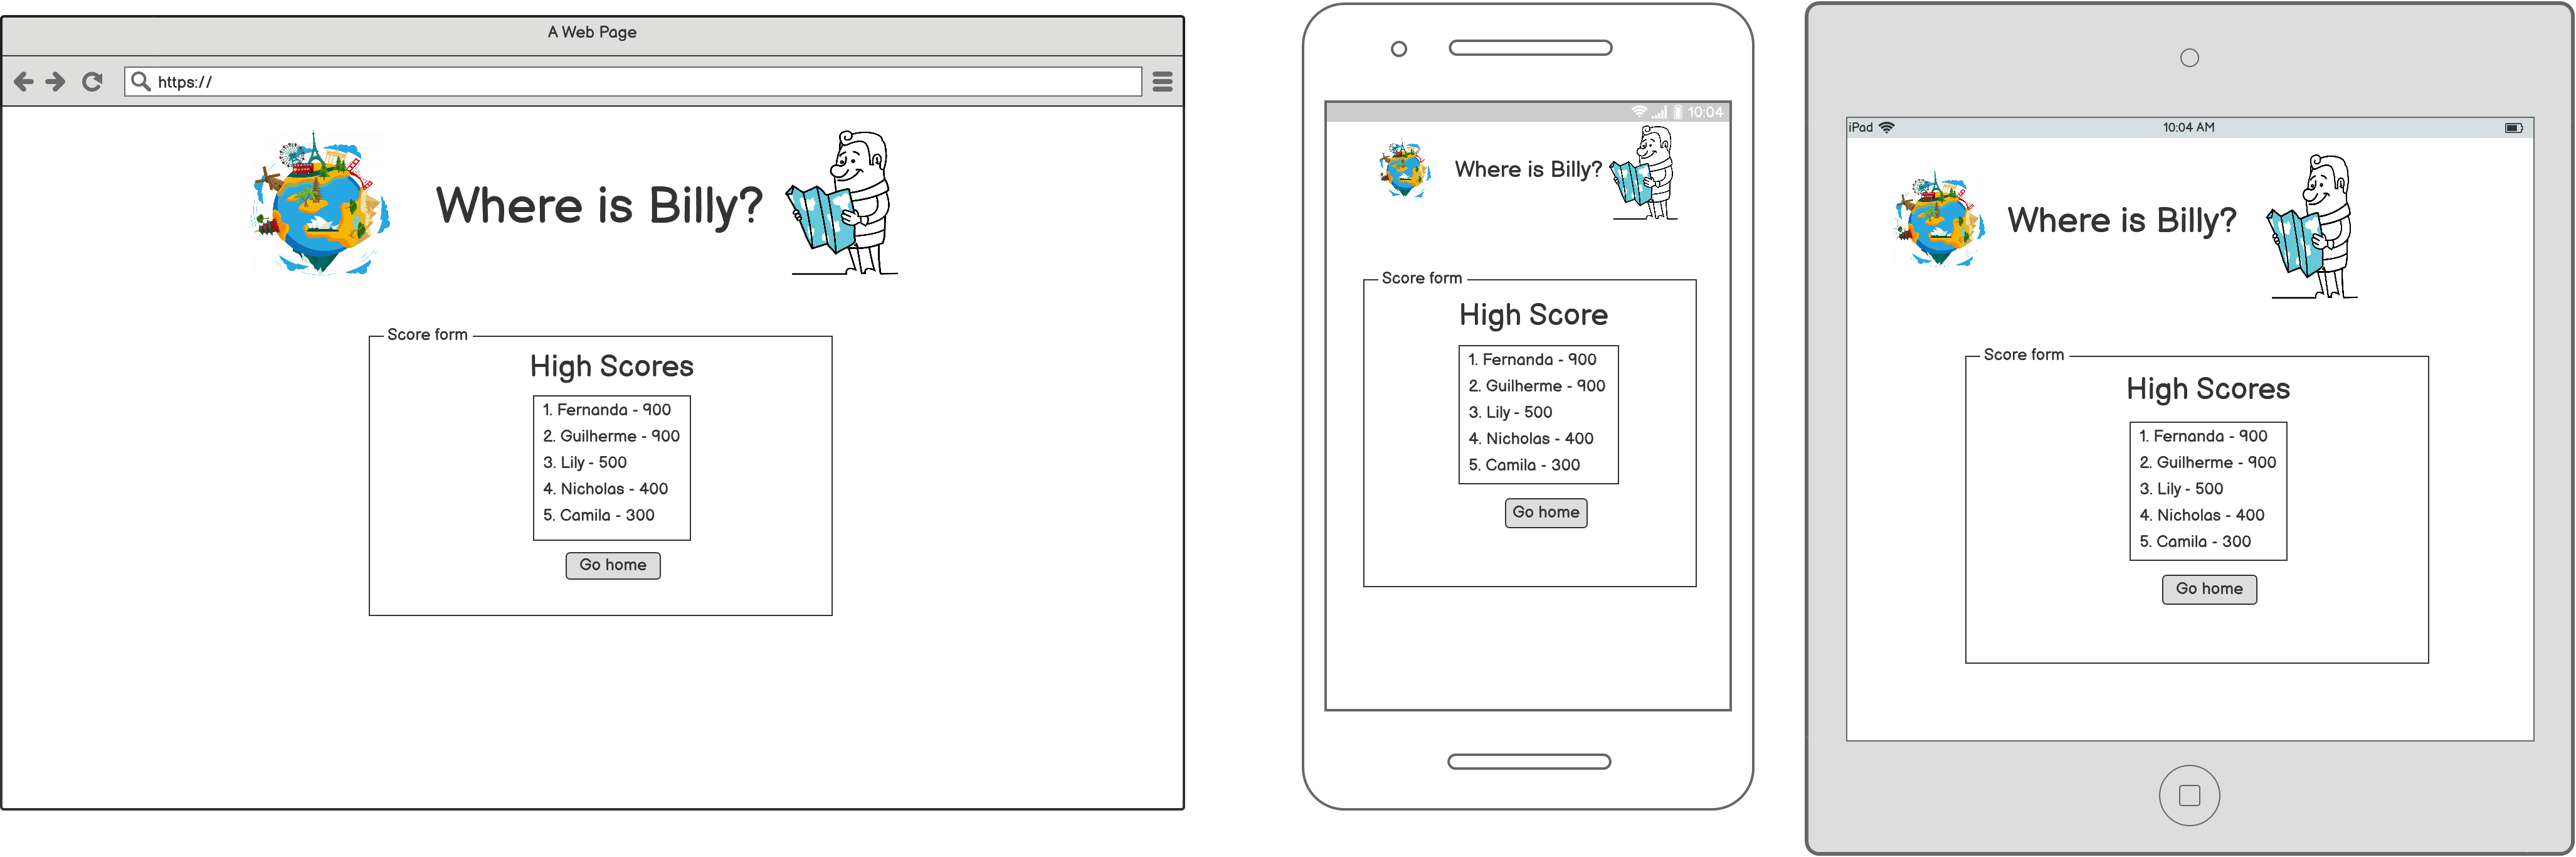 A Web Page
https://
Where is Billy?
Score form
High Scores
1. Fernanda - 900
2. Guilherme - 900
3. Lily - 500
4. Nicholas - 400
5. Camila - 300
Go home
10:04
Where is Billy?
Score form
High Score
1. Fernanda - 900
2. Guilherme - 900
3. Lily - 500
4. Nicholas - 400
5. Camila - 300
Go home
iPad 10:04 AM
Where is Billy?
Score form
High Scores
1. Fernanda - 900
2. Guilherme - 900
3. Lily - 500
4. Nicholas - 400
5. Camila - 300
Go home